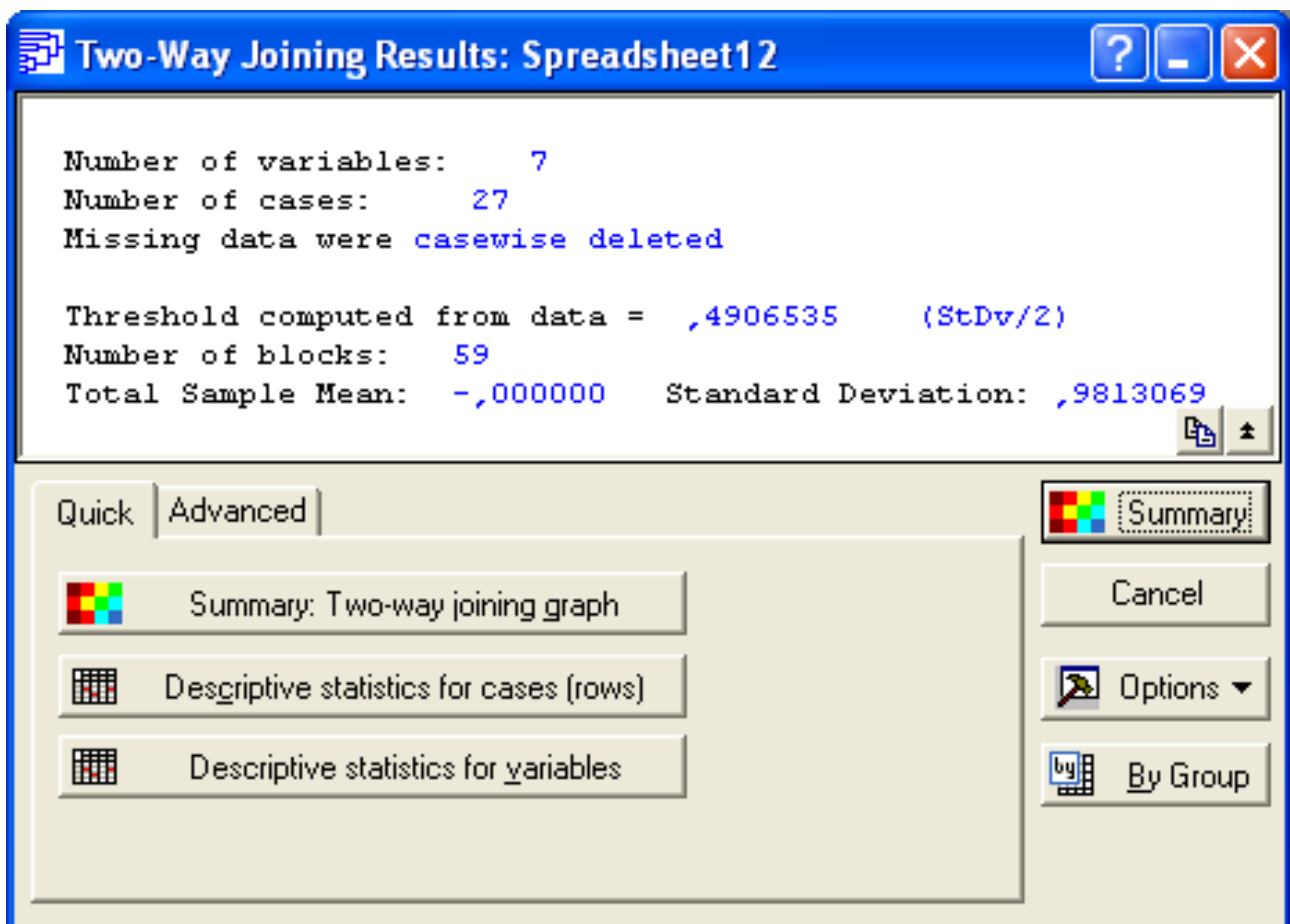 Two-Way Joining Results: Spreadsheet12
Number of variables: 7
Number of cases: 27
Missing data were casewise deleted
Threshold computed from data = ,4906535 (StDv/2)
Number of blocks: 59
Total Sample Mean: -,000000 Standard Deviation: ,9813069
Quick Advanced
Summary
Summary: Two-way joining graph
Cancel
Descriptive statistics for cases (rows)
Options
Descriptive statistics for variables
by By Group